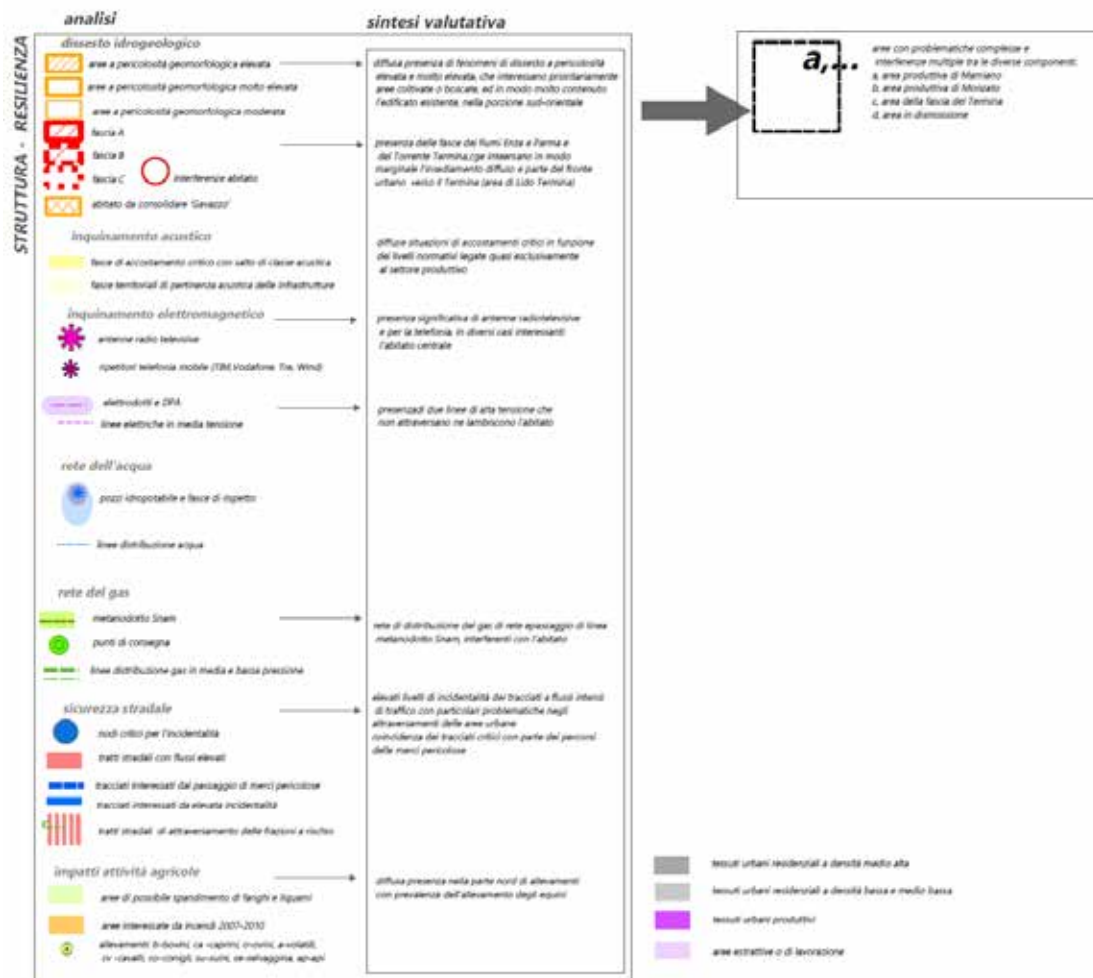 analisi
sintesi valutativa
STRUTTURA - RESILIENZA
dissesto idrogeologico
aree a pericolosità geomorfologica elevata
aree a pericolosità geomorfologica molto elevata
aree a pericolosità geomorfologica moderata
fascia A
fascia B
fascia C
interferenze abitato
abitato da consolidare 'Gavazzo'
diffusa presenza di fenomeni di dissesto a pericolosità
elevata e molto elevata, che interessano prioritariamente
aree coltivate o boscate, ed in modo molto contenuto
l'edificato esistente, nella porzione sud-orientale
presenza delle fasce dei fiumi Enza e Parma e
del Torrente Termina,cge interssano in modo
marginale l'insediamento diffuso e parte del fronte
urbano verso il Termina (area di Lido Termina)
inquinamento acustico
fasce di accostamento critico con salto di classe acustica
fasce territoriali di pertinenza acustica delle infrastrutture
diffuse situazioni di accostamenti critici in funzione
dei livelli normativi legate quasi esclusivamente
al settore produttivo
inquinamento elettromagnetico
antenne radio televisive
ripetitori telefonia mobile (TIM,Vodafone, Tre, Wind)
presenza significativa di antenne radiotelevisive
e per la telefonia, in diversi casi interessanti
l'abitato centrale
elettrodotti e DPA
linee elettriche in media tensione
presenzadi due linee di alta tensione che
non attraversano ne lambiscono l'abitato
rete dell'acqua
pozzi idropotabile e fasce di rispetto
linee distribuzione acqua
rete del gas
metanodotto Snam
punti di consegna
linee distribuzione gas in media e bassa pressione
rete di distribuzione del gas di rete epassaggio di linea
metanodotto Snam, interferenti con l'abitato
sicurezza stradale
nodi critici per l'incidentalità
tratti stradali con flussi elevati
tracciati interessati dal passaggio di merci pericolose
tracciati interessati da elevata incidentalità
tratti stradali di attraversamento delle frazioni a rischio
elevati livelli di incidentalità dei tracciati a flussi intensi
di traffico con particolari problematiche negli
attraversamenti delle aree urbane
coincidenza dei tracciati critici con parte dei percorsi
delle merci pericolose
impatti attività agricole
aree di possibile spandimento di fanghi e liquami
aree interessate da incendi 2007-2010
allevamenti: b-bovini, ca -caprini, o-ovini, a-volatili,
cv -cavalli, co-conigli, su-suini, se-selvaggina, ap-api
diffusa presenza nella parte nord di allevamenti
con prevalenza dell'allevamento degli equini
a,...
aree con problematiche complesse e
interferenze multiple tra le diverse componenti:
a, area produttiva di Mamiano
b, area produttiva di Monzato
c, area della fascia del Termina
d, area in dismissione
tessuti urbani residenziali a densità medio alta
tessuti urbani residenziali a densità bassa e medio bassa
tessuti urbani produttivi
aree estrattive o di lavorazione